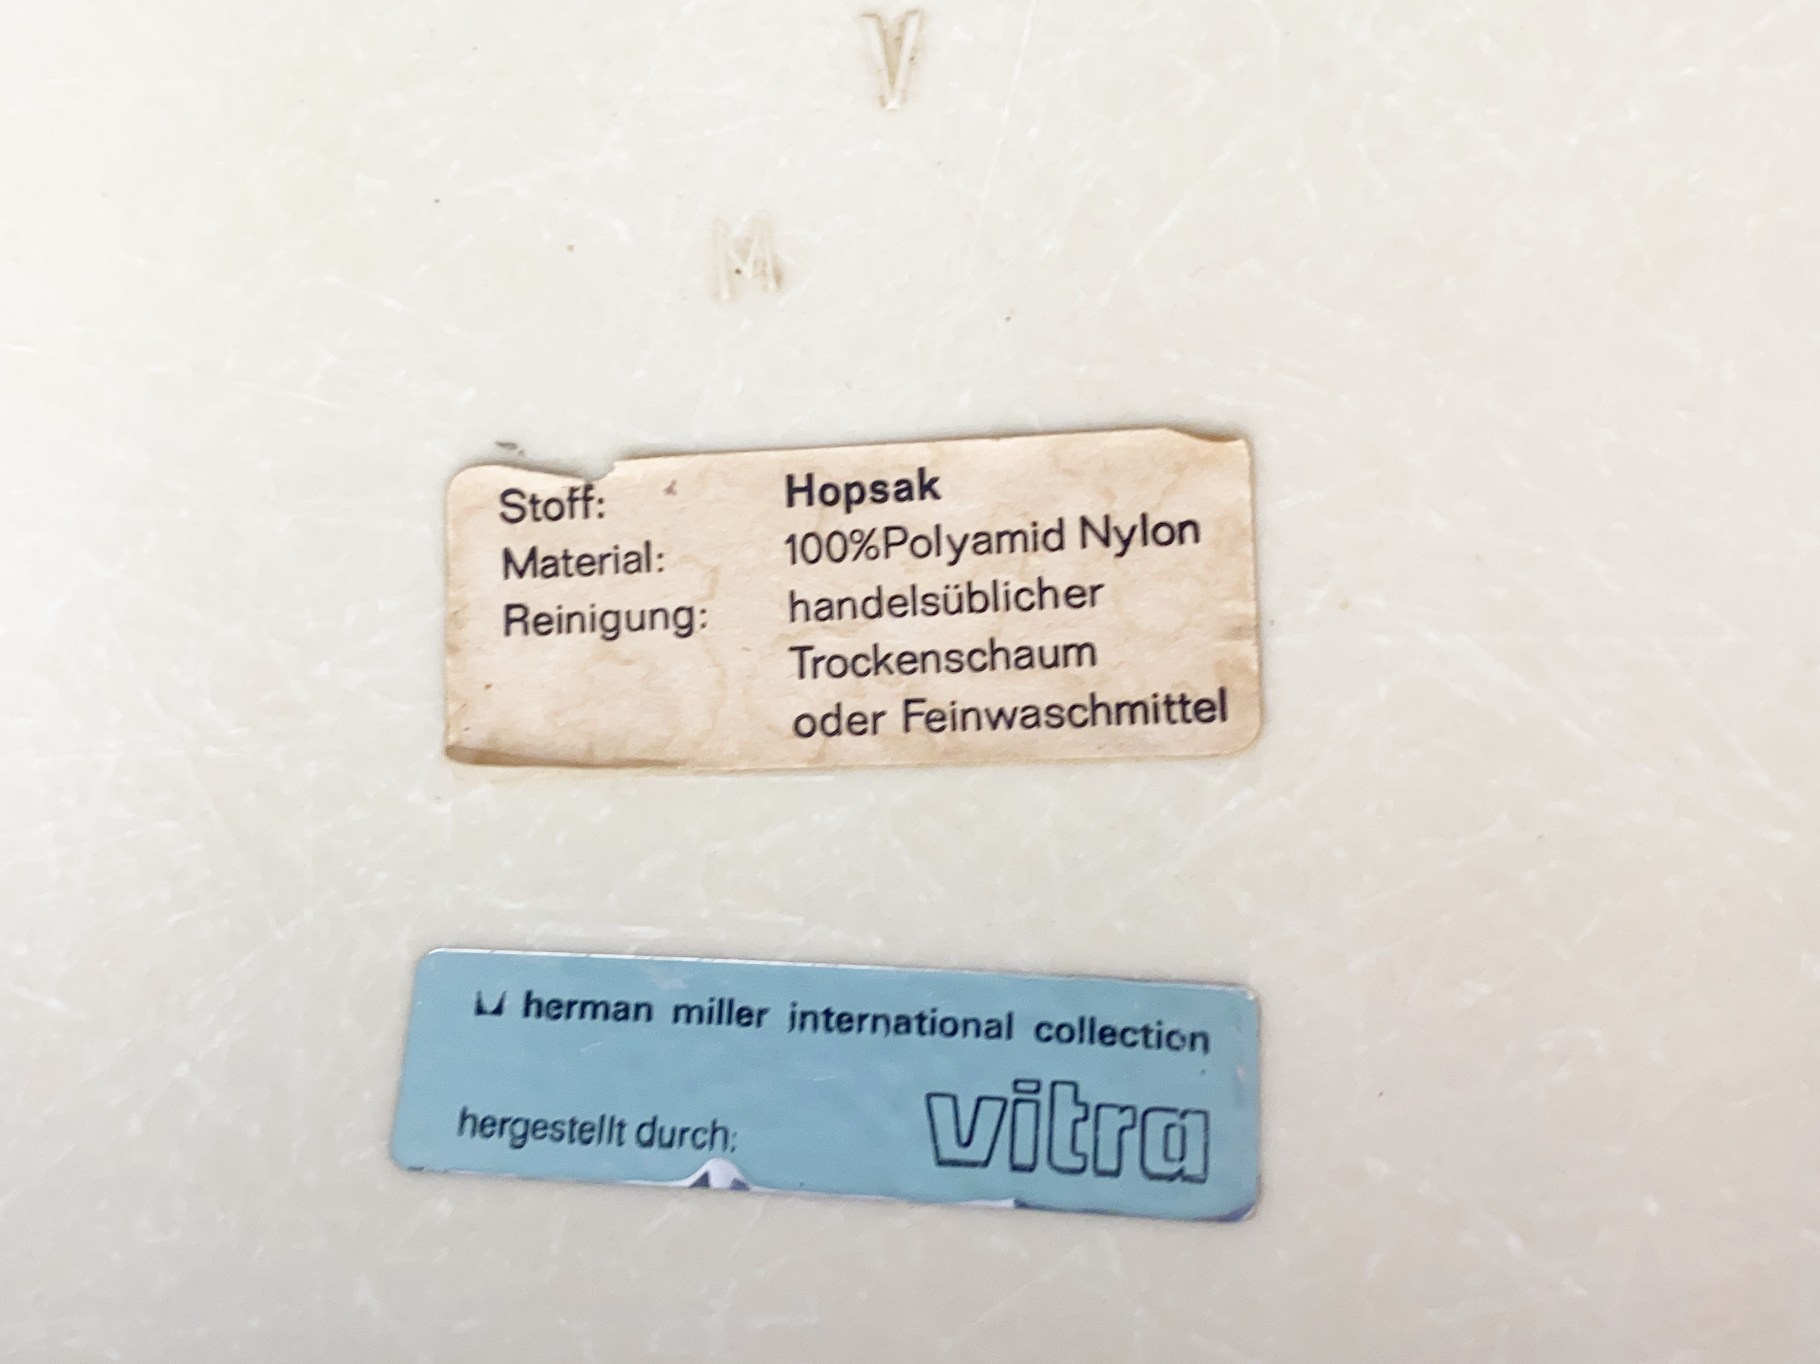 V
M
Stoff: Hopsak
Material: 100%Polyamid Nylon
Reinigung: handelsüblicher
Trockenschaum
oder Feinwaschmittel
herman miller international collection
hergestellt durch: vitra